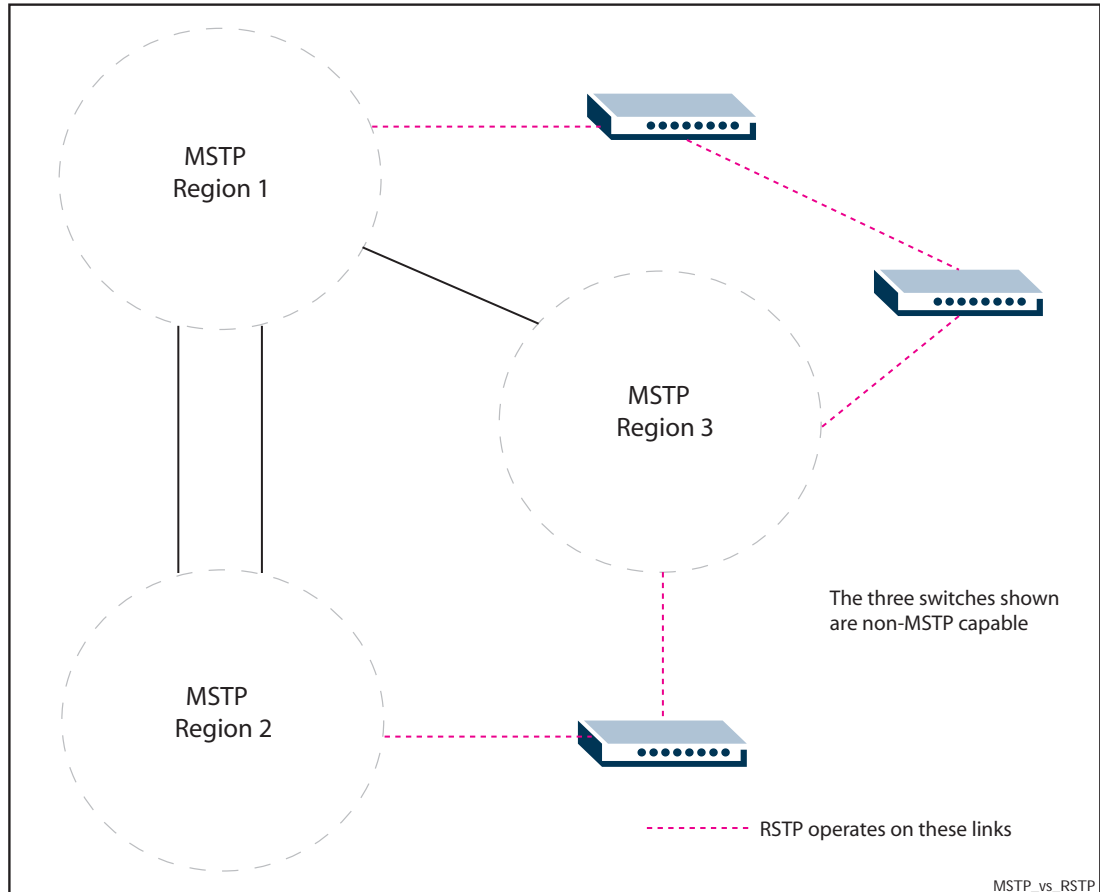 MSTP
Region 1
MSTP
Region 3
The three switches shown
are non-MSTP capable
MSTP
Region 2
RSTP operates on these links
MSTP_vs_RSTP